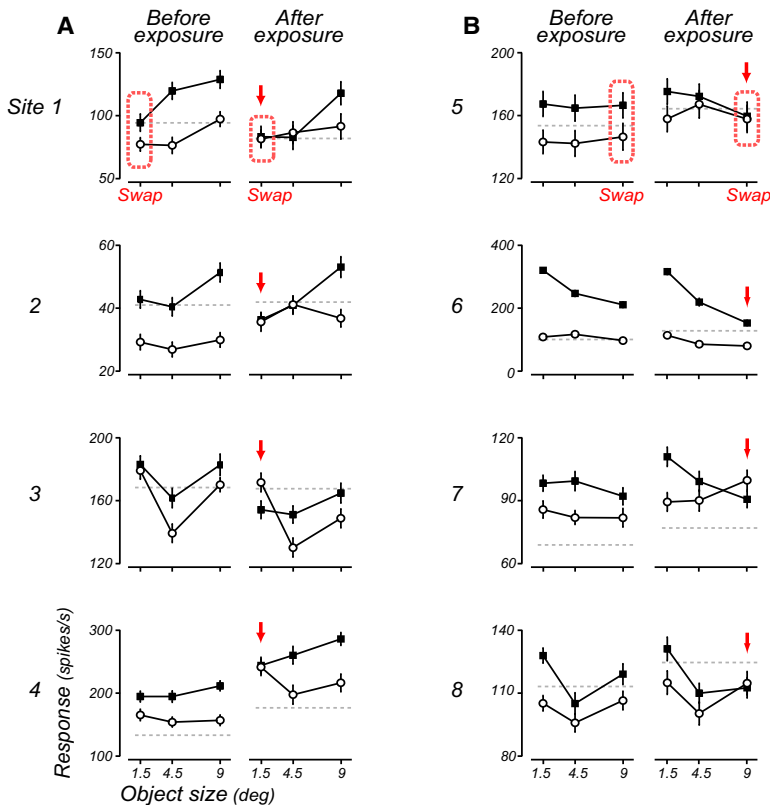 A
Before exposure
After exposure
B
Before exposure
After exposure
Site 1
150
100
50
Swap
Swap
5
200
160
120
Swap
Swap
2
60
40
20
6
400
200
0
3
200
160
120
7
120
90
60
4
300
200
100
8
140
110
80
Response (spikes/s)
1.5 4.5 9
1.5 4.5 9
1.5 4.5 9
1.5 4.5 9
Object size (deg)